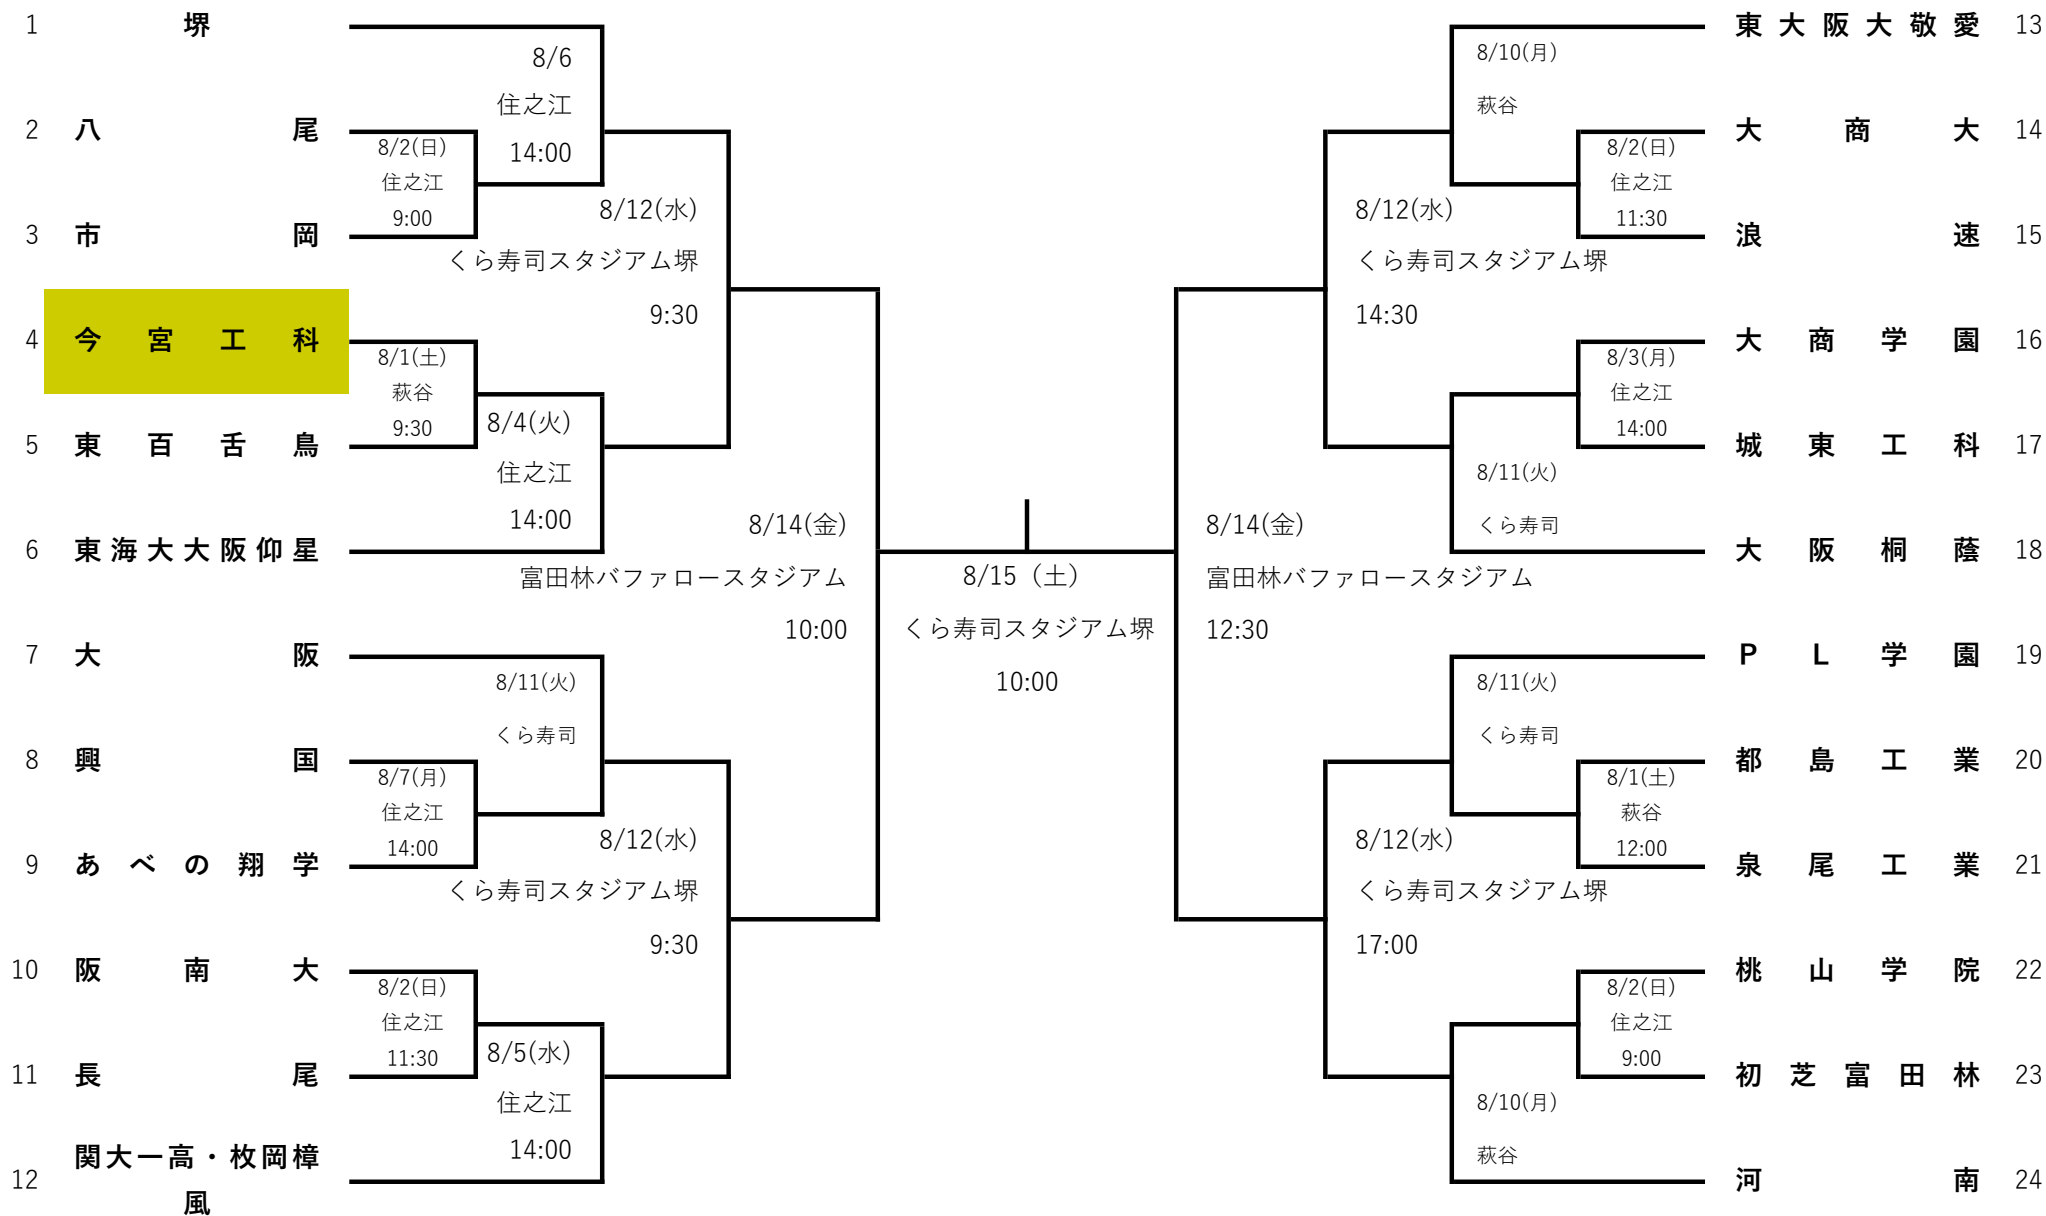 1 堺
8/6
住之江
14:00
2 八尾
8/2(日)
住之江
9:00
3 市岡
8/12(水)
くら寿司スタジアム堺
9:30
4 今宮工科
8/1(土)
萩谷
9:30
5 東百舌鳥
8/4(火)
住之江
14:00
6 東海大大阪仰星
8/14(金)
富田林バファロースタジアム
10:00
7 大阪
8/11(火)
くら寿司
8 興国
8/7(月)
住之江
14:00
9 あべの翔学
8/12(水)
くら寿司スタジアム堺
9:30
10 阪南大
8/2(日)
住之江
11:30
11 長尾
8/5(水)
住之江
14:00
12 関大一高・枚岡樟
風
8/15（土）
くら寿司スタジアム堺
10:00
東大阪大敬愛 13
8/10(月)
萩谷
大商大 14
8/2(日)
住之江
11:30
浪速 15
8/12(水)
くら寿司スタジアム堺
14:30
大商学園 16
8/3(月)
住之江
14:00
城東工科 17
8/11(火)
くら寿司
大阪桐蔭 18
8/14(金)
富田林バファロースタジアム
12:30
ＰＬ学園 19
8/11(火)
くら寿司
都島工業 20
8/1(土)
萩谷
12:00
泉尾工業 21
8/12(水)
くら寿司スタジアム堺
17:00
桃山学院 22
8/2(日)
住之江
9:00
初芝富田林 23
8/10(月)
萩谷
河南 24